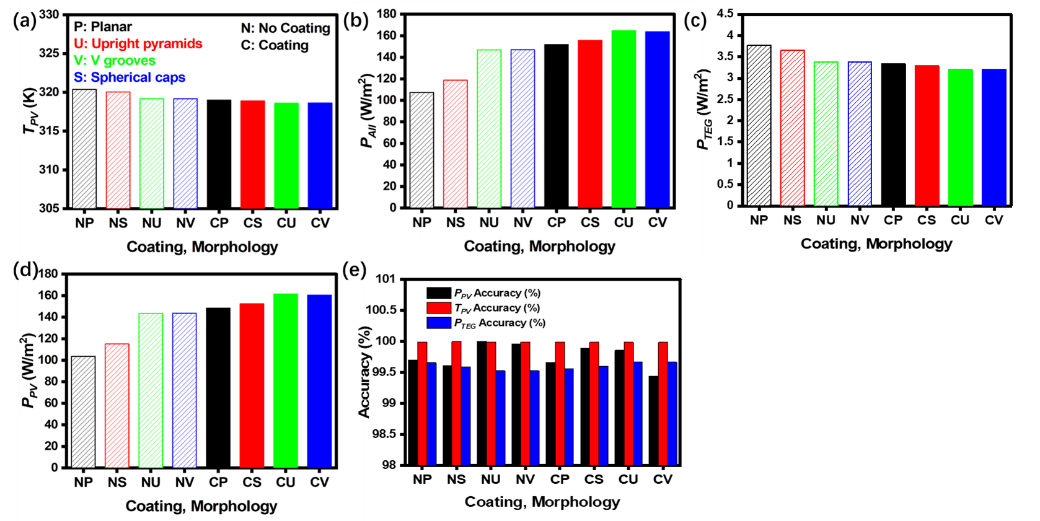 (a)
330
325
320
315
310
305
T_PV (K)
P: Planar
U: Upright pyramids
V: V grooves
S: Spherical caps
N: No Coating
C: Coating
NP NS NU NV CP CS CU CV
Coating, Morphology
(b)
180
160
140
120
100
80
60
40
20
0
P_All (W/m²)
NP NS NU NV CP CS CU CV
Coating, Morphology
(c)
4.5
4
3.5
3
2.5
2
1.5
1
0.5
0
P_TEG (W/m²)
NP NS NU NV CP CS CU CV
Coating, Morphology
(d)
180
160
140
120
100
80
60
40
20
0
P_PV (W/m²)
NP NS NU NV CP CS CU CV
Coating, Morphology
(e)
101
100.5
100
99.5
99
98.5
98
Accuracy (%)
P_PV Accuracy (%)
T_PV Accuracy (%)
P_TEG Accuracy (%)
NP NS NU NV CP CS CU CV
Coating, Morphology